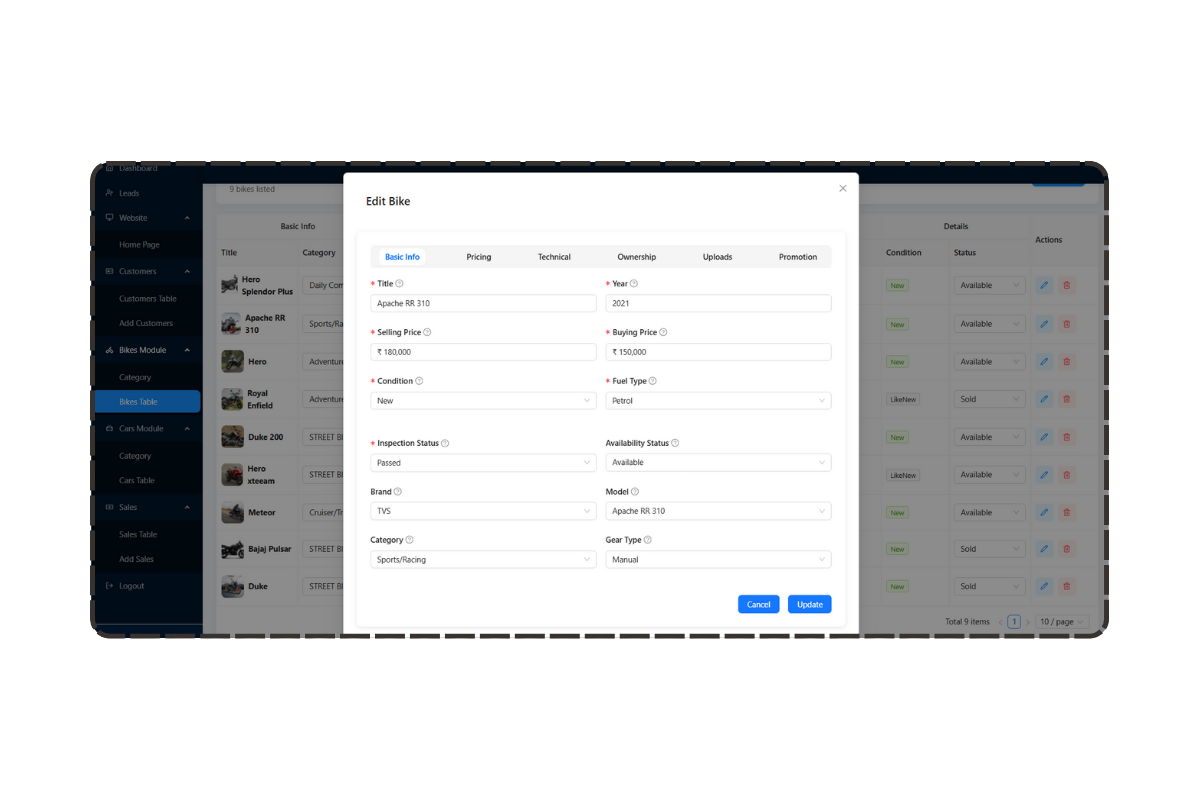 Dashboard
Leads
Website
Home Page
Customers
Customers Table
Add Customers
Bikes Module
Category
Bikes Table
Cars Module
Category
Cars Table
Sales
Sales Table
Add Sales
Logout
9 bikes listed
Basic Info
Details
Actions
Title
Category
Condition
Status
Hero
Splendor Plus
Daily Com
New
Available
Apache RR
310
Sports/Ra
New
Available
Hero
Adventure
New
Available
Royal
Enfield
Adventure
LikeNew
Sold
Duke 200
STREET BI
New
Available
Hero
xteeam
STREET BI
LikeNew
Available
Meteor
Cruiser/Tr
New
Available
Bajaj Pulsar
STREET BI
New
Sold
Duke
STREET BI
New
Sold
Total 9 items
1
10 / page
Edit Bike
Basic Info
Pricing
Technical
Ownership
Uploads
Promotion
* Title
Apache RR 310
* Year
2021
* Selling Price
₹ 180,000
* Buying Price
₹ 150,000
* Condition
New
* Fuel Type
Petrol
* Inspection Status
Passed
Availability Status
Available
Brand
TVS
Model
Apache RR 310
Category
Sports/Racing
Gear Type
Manual
Cancel
Update